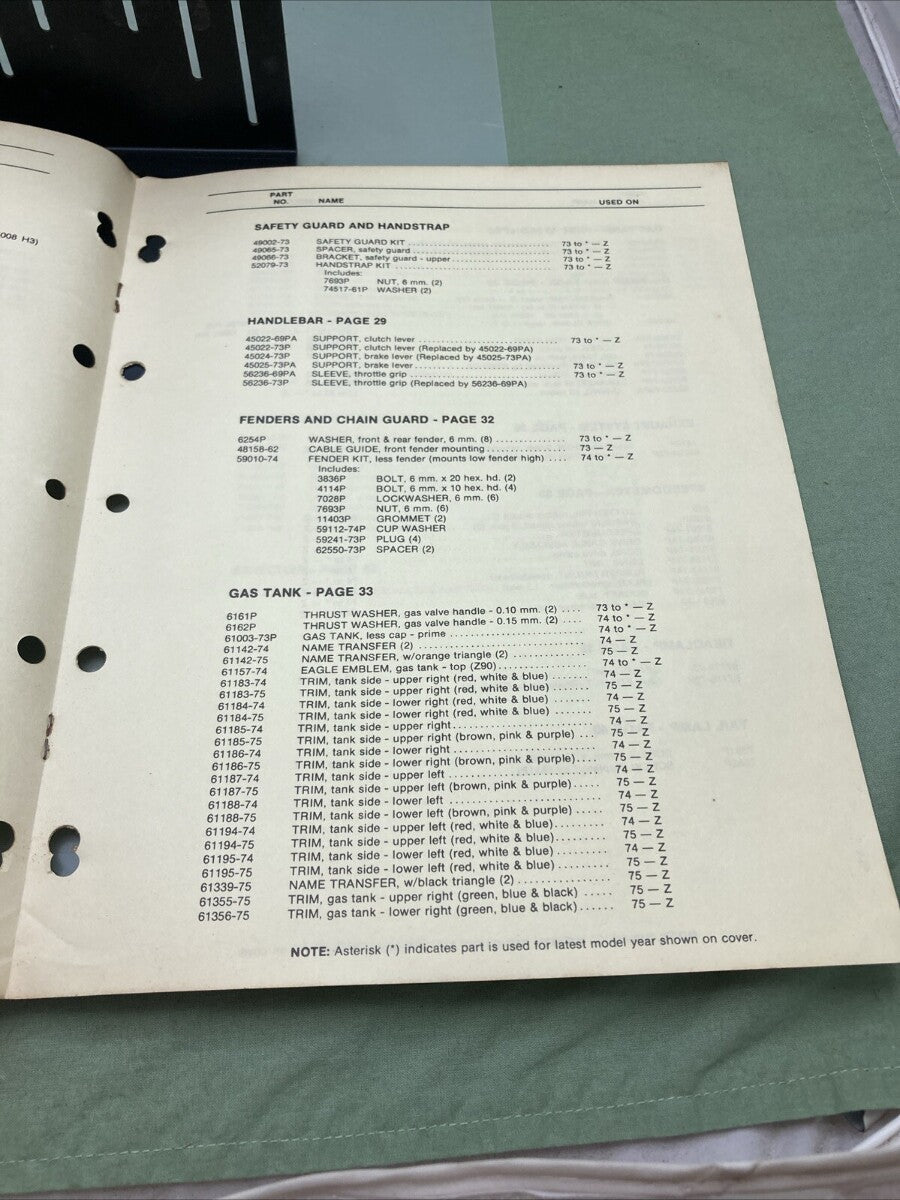 008 H3)
PART
NO. NAME USED ON
SAFETY GUARD AND HANDSTRAP
49002-73 SAFETY GUARD KIT 73 to * — Z
49065-73 SPACER, safety guard 73 to * — Z
49066-73 BRACKET, safety guard - upper 73 to * — Z
52079-73 HANDSTRAP KIT 73 to * — Z
Includes:
7693P NUT, 6 mm. (2)
74517-61P WASHER (2)
HANDLEBAR - PAGE 29
45022-69PA SUPPORT, clutch lever 73 to * — Z
45022-73P SUPPORT, clutch lever (Replaced by 45022-69PA)
45024-73P SUPPORT, brake lever (Replaced by 45025-73PA)
45025-73PA SUPPORT, brake lever 73 to * — Z
56236-69PA SLEEVE, throttle grip 73 to * — Z
56236-73P SLEEVE, throttle grip (Replaced by 56236-69PA)
FENDERS AND CHAIN GUARD - PAGE 32
6254P WASHER, front & rear fender, 6 mm. (8) 73 to * — Z
48158-62 CABLE GUIDE, front fender mounting 73 — Z
59010-74 FENDER KIT, less fender (mounts low fender high) 74 to * — Z
Includes:
3836P BOLT, 6 mm. x 20 hex. hd. (2)
4114P BOLT, 6 mm. x 10 hex. hd. (4)
7028P LOCKWASHER, 6 mm. (6)
7693P NUT, 6 mm. (6)
11403P GROMMET (2)
59112-74P CUP WASHER
59241-73P PLUG (4)
62550-73P SPACER (2)
GAS TANK - PAGE 33
6161P THRUST WASHER, gas valve handle - 0.10 mm. (2) 73 to * — Z
6162P THRUST WASHER, gas valve handle - 0.15 mm. (2) 74 to * — Z
61003-73P GAS TANK, less cap - prime 74 to * — Z
61142-74 NAME TRANSFER (2) 74 — Z
61142-75 NAME TRANSFER, w/orange triangle (2) 75 — Z
61157-74 EAGLE EMBLEM, gas tank - top (Z90) 74 to * — Z
61183-74 TRIM, tank side - upper right (red, white & blue) 74 — Z
61183-75 TRIM, tank side - upper right (red, white & blue) 75 — Z
61184-74 TRIM, tank side - lower right (red, white & blue) 74 — Z
61184-75 TRIM, tank side - lower right (red, white & blue) 75 — Z
61185-74 TRIM, tank side - upper right 74 — Z
61185-75 TRIM, tank side - upper right (brown, pink & purple) 75 — Z
61186-74 TRIM, tank side - lower right 74 — Z
61186-75 TRIM, tank side - lower right (brown, pink & purple) 75 — Z
61187-74 TRIM, tank side - upper left 74 — Z
61187-75 TRIM, tank side - upper left (brown, pink & purple) 75 — Z
61188-74 TRIM, tank side - lower left 74 — Z
61188-75 TRIM, tank side - lower left (brown, pink & purple) 75 — Z
61194-74 TRIM, tank side - upper left (red, white & blue) 74 — Z
61194-75 TRIM, tank side - upper left (red, white & blue) 75 — Z
61195-74 TRIM, tank side - lower left (red, white & blue) 74 — Z
61195-75 TRIM, tank side - lower left (red, white & blue) 75 — Z
61339-75 NAME TRANSFER, w/black triangle (2) 75 — Z
61355-75 TRIM, gas tank - upper right (green, blue & black) 75 — Z
61356-75 TRIM, gas tank - lower right (green, blue & black) 75 — Z
NOTE: Asterisk (*) indicates part is used for latest model year shown on cover.